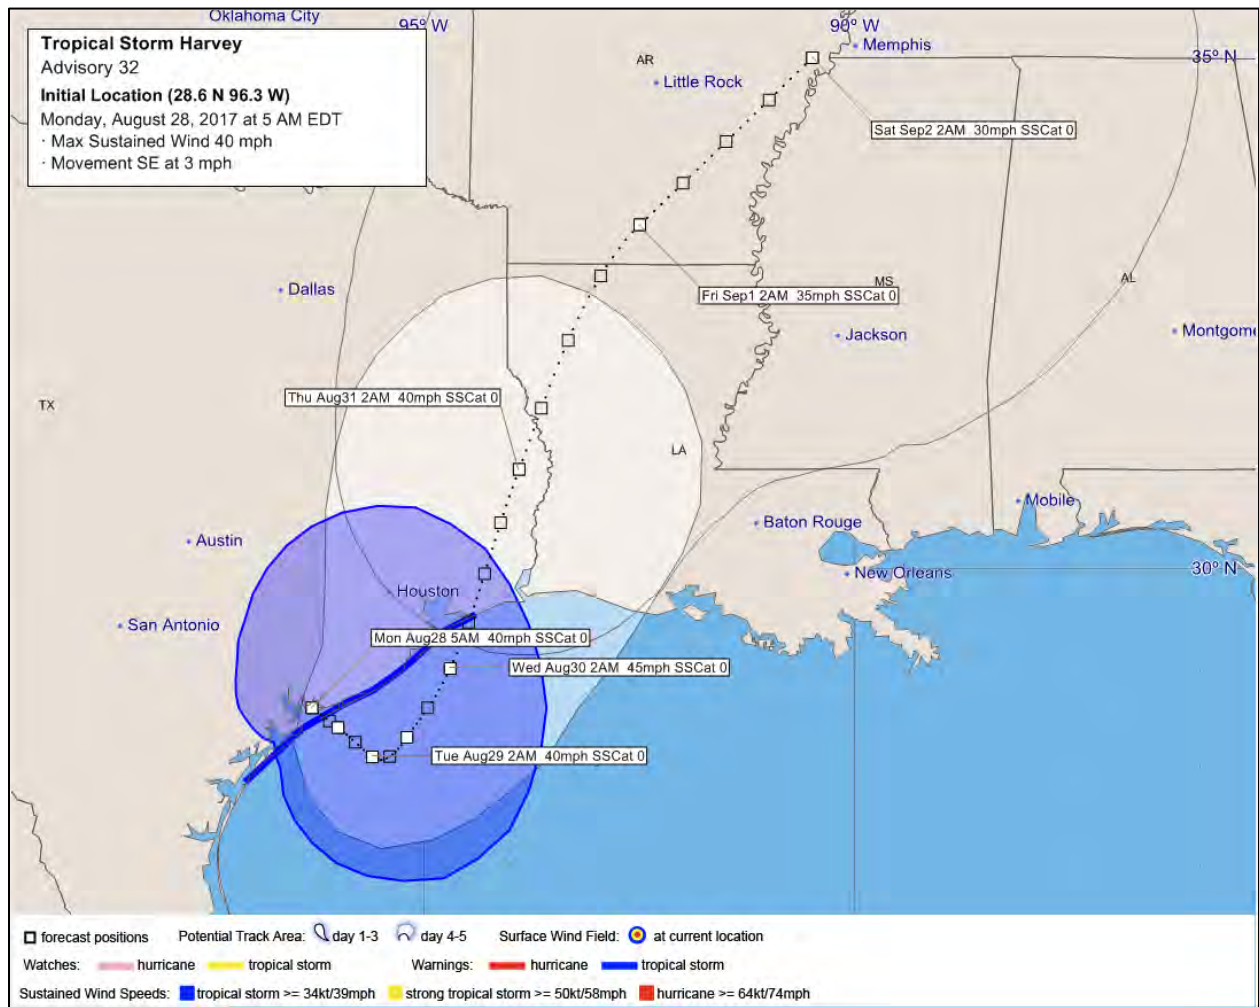 Oklahoma City
95° W
90° W
Tropical Storm Harvey
Advisory 32
Initial Location (28.6 N 96.3 W)
Monday, August 28, 2017 at 5 AM EDT
· Max Sustained Wind 40 mph
· Movement SE at 3 mph
Memphis
35° N
AR
Little Rock
Sat Sep2 2AM 30mph SSCat 0
Dallas
MS
AL
Fri Sep1 2AM 35mph SSCat 0
Jackson
Montgome
Thu Aug31 2AM 40mph SSCat 0
TX
LA
Mobile
Baton Rouge
Austin
New Orleans
30° N
Houston
San Antonio
Mon Aug28 5AM 40mph SSCat 0
Wed Aug30 2AM 45mph SSCat 0
Tue Aug29 2AM 40mph SSCat 0
forecast positions Potential Track Area: day 1-3 day 4-5 Surface Wind Field: at current location
Watches: hurricane tropical storm Warnings: hurricane tropical storm
Sustained Wind Speeds: tropical storm >= 34kt/39mph strong tropical storm >= 50kt/58mph hurricane >= 64kt/74mph